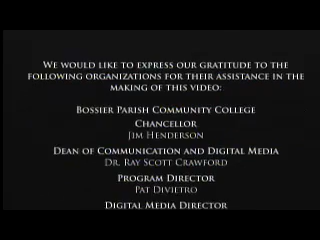 We would like to express our gratitude to the
following organizations for their assistance in the
making of this video:
Bossier Parish Community College
Chancellor
Jim Henderson
Dean of Communication and Digital Media
Dr. Ray Scott Crawford
Program Director
Pat Divietro
Digital Media Director